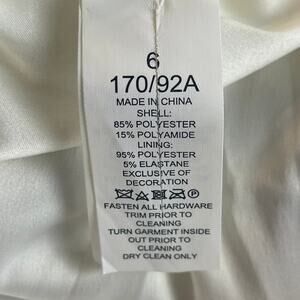 6
170/92A
MADE IN CHINA
SHELL:
85% POLYESTER
15% POLYAMIDE
LINING:
95% POLYESTER
5% ELASTANE
EXCLUSIVE OF
DECORATION
FASTEN ALL HARDWARE
TRIM PRIOR TO
CLEANING
TURN GARMENT INSIDE
OUT PRIOR TO
CLEANING
DRY CLEAN ONLY